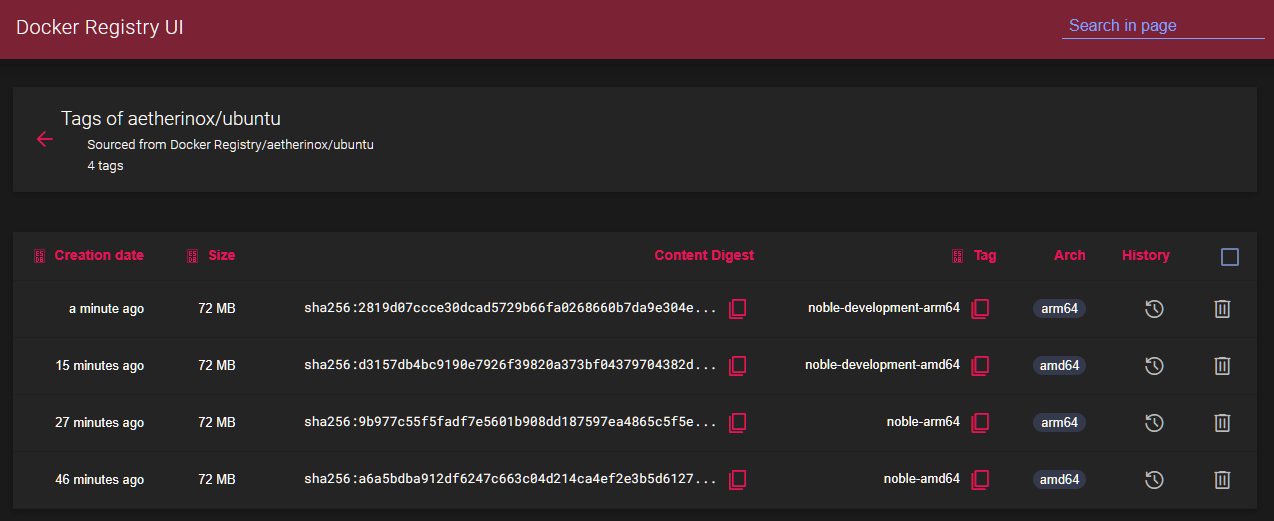 Docker Registry UI
Search in page
Tags of aetherinox/ubuntu
Sourced from Docker Registry/aetherinox/ubuntu
4 tags
Creation date Size Content Digest Tag Arch History
a minute ago 72 MB sha256:2819d07ccce30dcad5729b66fa0268660b7da9e304e... noble-development-arm64 arm64
15 minutes ago 72 MB sha256:d3157db4bc9190e7926f39820a373bf04379704382d... noble-development-amd64 amd64
27 minutes ago 72 MB sha256:9b977c55f5fadf7e5601b908dd187597ea4865c5f5e... noble-arm64 arm64
46 minutes ago 72 MB sha256:a6a5bdba912df6247c663c04d214ca4ef2e3b5d6127... noble-amd64 amd64